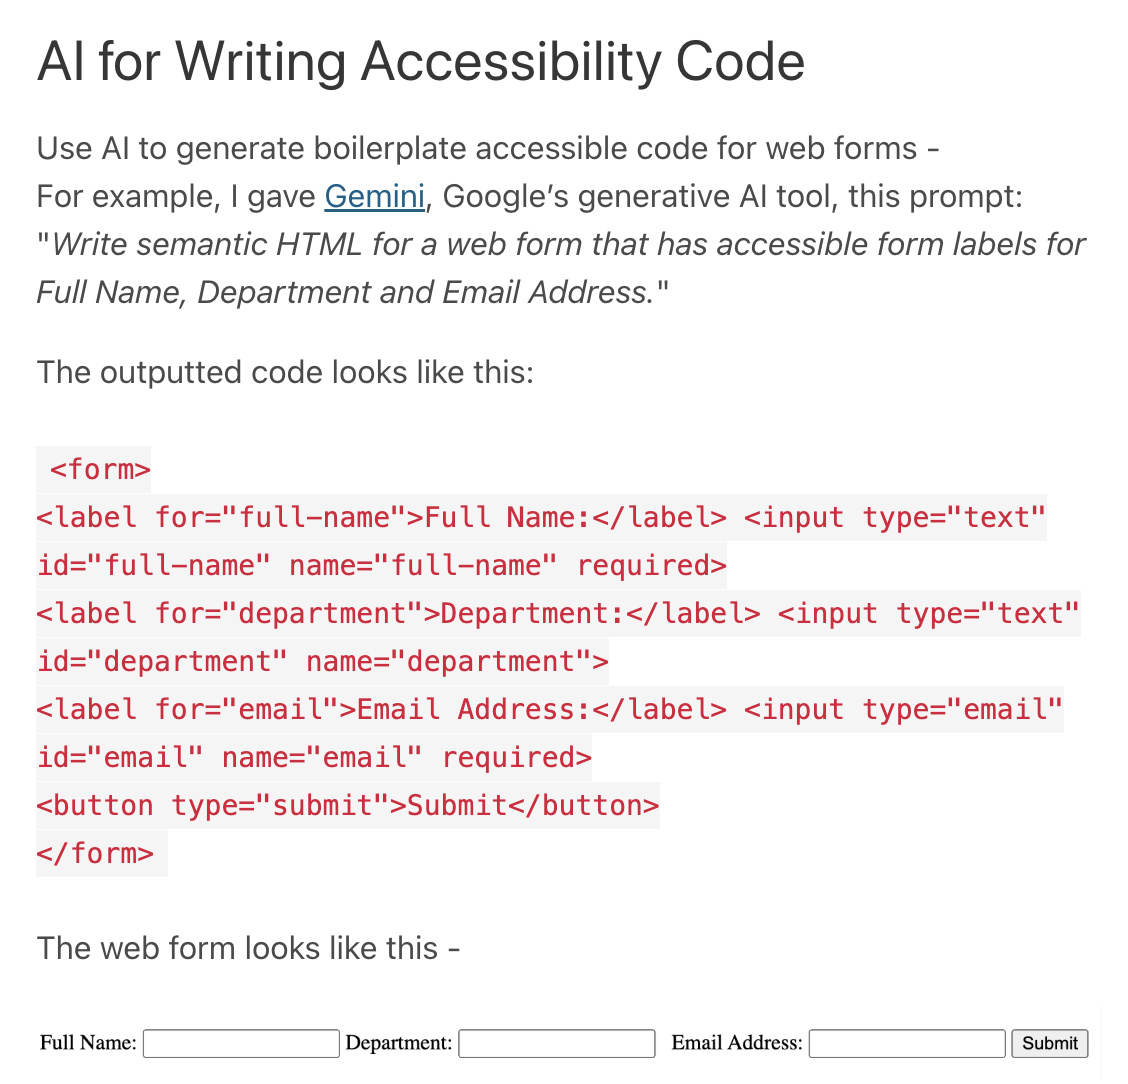 AI for Writing Accessibility Code
Use AI to generate boilerplate accessible code for web forms -
For example, I gave Gemini, Google’s generative AI tool, this prompt:
"Write semantic HTML for a web form that has accessible form labels for
Full Name, Department and Email Address."
The outputted code looks like this:
<form>
<label for="full-name">Full Name:</label> <input type="text"
id="full-name" name="full-name" required>
<label for="department">Department:</label> <input type="text"
id="department" name="department">
<label for="email">Email Address:</label> <input type="email"
id="email" name="email" required>
<button type="submit">Submit</button>
</form>
The web form looks like this -
Full Name: Department: Email Address: Submit